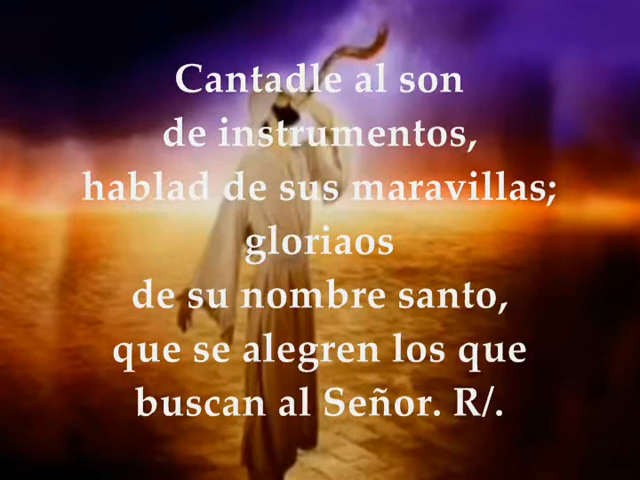 Cantadle al son
de instrumentos,
hablad de sus maravillas;
gloriaos
de su nombre santo,
que se alegren los que
buscan al Señor. R/.